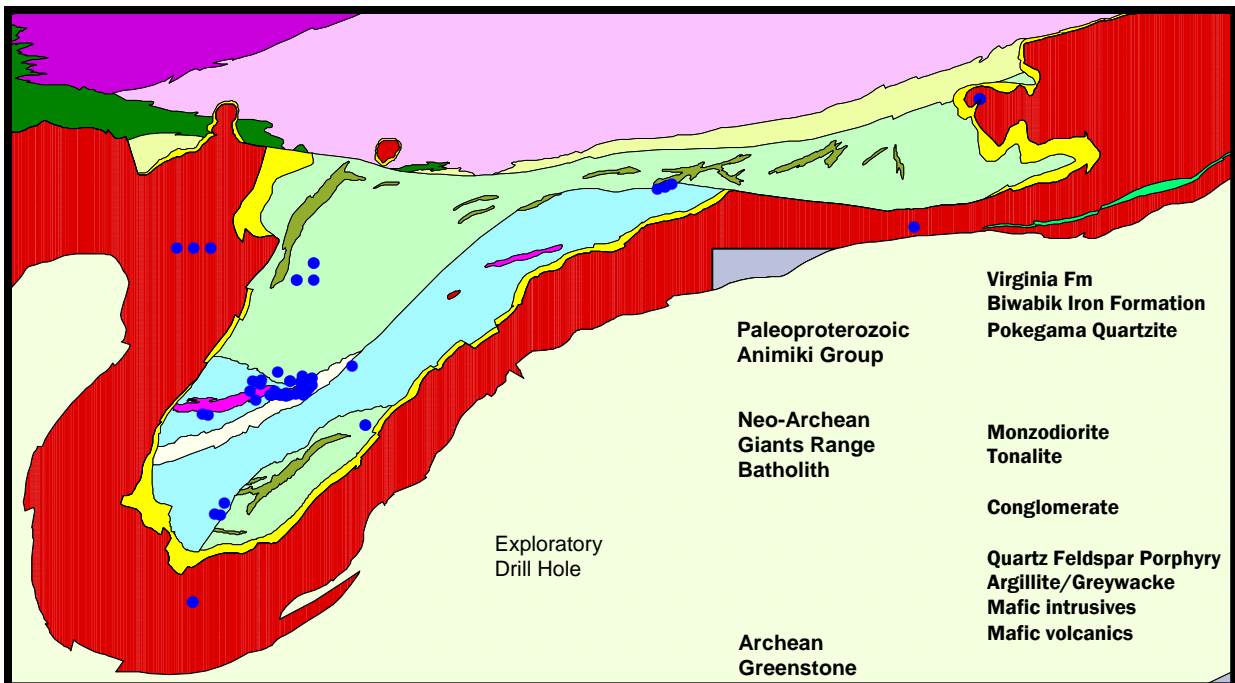 Virginia Fm
Biwabik Iron Formation
Paleoproterozoic
Animiki Group
Pokegama Quartzite
Neo-Archean
Giants Range
Batholith
Monzodiorite
Tonalite
Conglomerate
Exploratory
Drill Hole
Quartz Feldspar Porphyry
Argillite/Greywacke
Mafic intrusives
Mafic volcanics
Archean
Greenstone